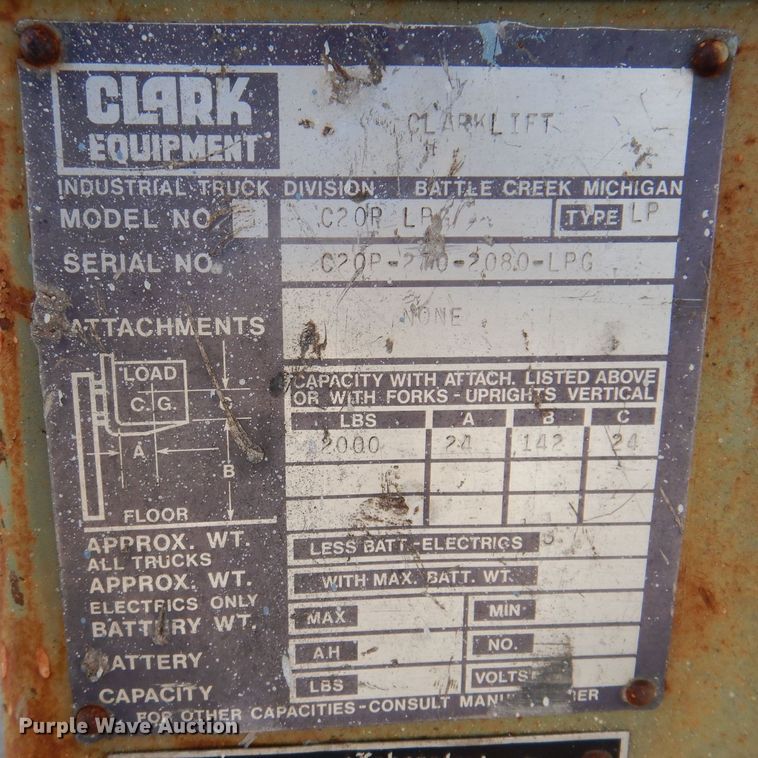 CLARK
EQUIPMENT
CLARKLIFT
INDUSTRIAL TRUCK DIVISION BATTLE CREEK MICHIGAN
MODEL NO C20P TYPE LP
SERIAL NO.
ATTACHMENTS NONE
LOAD
C. G.
C
A
B
FLOOR
CAPACITY WITH ATTACH. LISTED ABOVE
OR WITH FORKS - UPRIGHTS VERTICAL
LBS A B C
2000 24 142 24
APPROX. WT. LESS BATT.-ELECTRICS
ALL TRUCKS
APPROX. WT. WITH MAX. BATT. WT.
ELECTRICS ONLY
BATTERY WT. MAX MIN
BATTERY A.H NO.
CAPACITY LBS VOLTS
FOR OTHER CAPACITIES-CONSULT
Purple Wave Auction